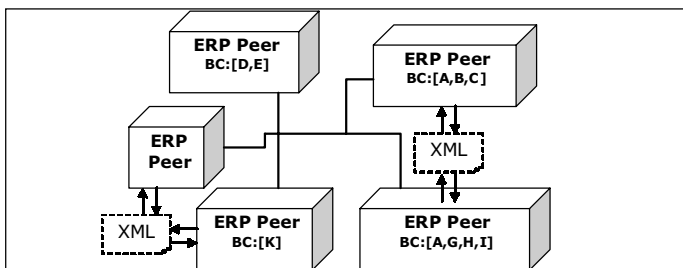 ERP Peer
BC:[D,E]
ERP Peer
BC:[A,B,C]
ERP
Peer
XML
XML
ERP Peer
BC:[K]
ERP Peer
BC:[A,G,H,I]